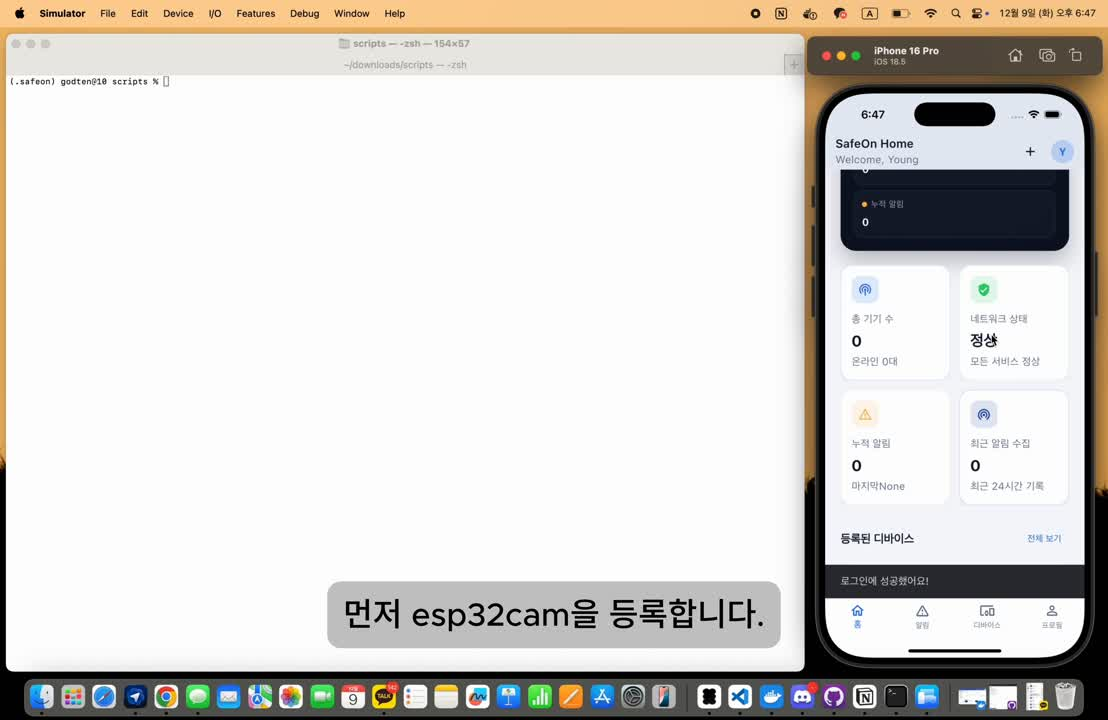 Simulator File Edit Device I/O Features Debug Window Help
A
12월 9일 (화) 오후 6:47
scripts — -zsh — 154×57
~/downloads/scripts — -zsh
+
(.safeon) godten@10 scripts %
iPhone 16 Pro
iOS 18.5
6:47
SafeOn Home
Welcome, Young
+
Y
0
누적 알림
0
총 기기 수
0
온라인 0대
네트워크 상태
정상
모든 서비스 정상
누적 알림
0
마지막None
최근 알림 수집
0
최근 24시간 기록
등록된 디바이스
전체 보기
로그인에 성공했어요!
홈
알림
디바이스
프로필
먼저 esp32cam을 등록합니다.
9
TALK